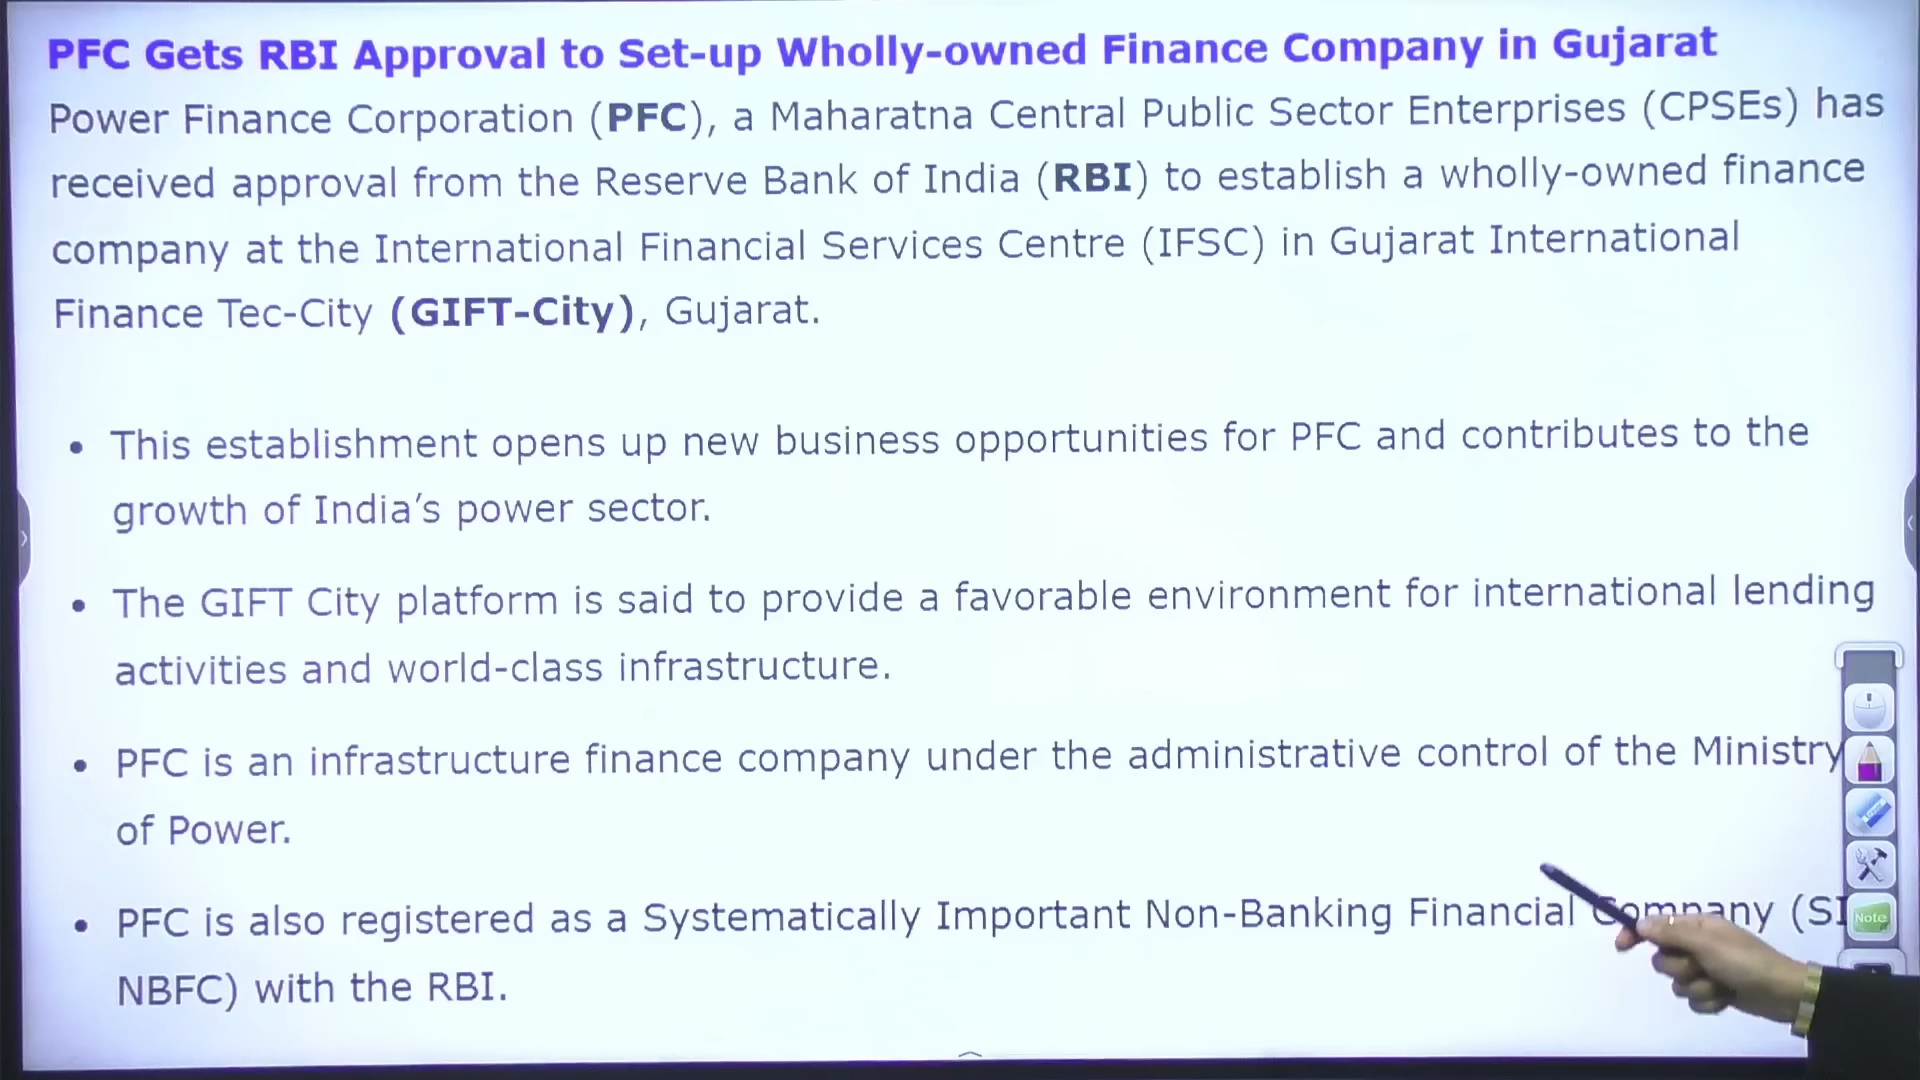 PFC Gets RBI Approval to Set-up Wholly-owned Finance Company in Gujarat
Power Finance Corporation (PFC), a Maharatna Central Public Sector Enterprises (CPSEs) has
received approval from the Reserve Bank of India (RBI) to establish a wholly-owned finance
company at the International Financial Services Centre (IFSC) in Gujarat International
Finance Tec-City (GIFT-City), Gujarat.
• This establishment opens up new business opportunities for PFC and contributes to the
growth of India's power sector.
• The GIFT City platform is said to provide a favorable environment for international lending
activities and world-class infrastructure.
• PFC is an infrastructure finance company under the administrative control of the Ministry
of Power.
• PFC is also registered as a Systematically Important Non-Banking Financial Company (SI
NBFC) with the RBI.
Note